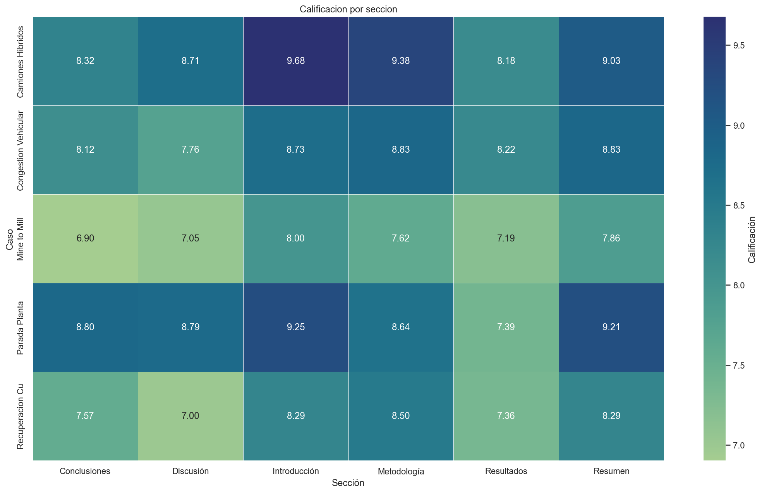 Calificacion por seccion
Caso
Camiones Hibridos
8.32 8.71 9.68 9.38 8.18 9.03
Congestion Vehicular
8.12 7.76 8.73 8.83 8.22 8.83
Mine to Mill
6.90 7.05 8.00 7.62 7.19 7.86
Parada Planta
8.80 8.79 9.25 8.64 7.39 9.21
Recuperacion Cu
7.57 7.00 8.29 8.50 7.36 8.29
Conclusiones Discusión Introducción Metodología Resultados Resumen
Sección
9.5
9.0
8.5
8.0
7.5
7.0
Calificación